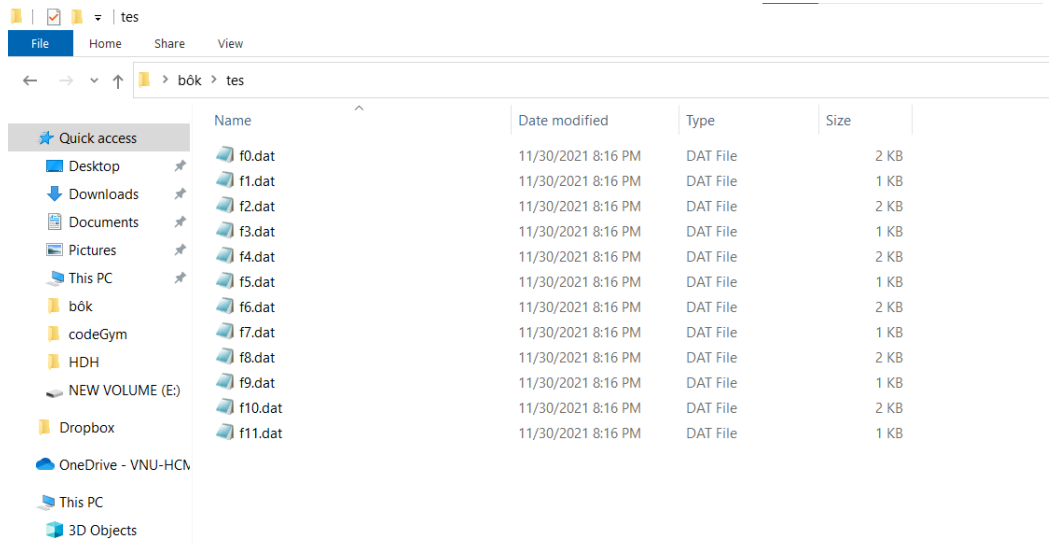 tes
File Home Share View
bôk tes
Name Date modified Type Size
Quick access
Desktop
Downloads
Documents
Pictures
This PC
bôk
codeGym
HDH
NEW VOLUME (E:)
Dropbox
OneDrive - VNU-HCM
This PC
3D Objects
f0.dat 11/30/2021 8:16 PM DAT File 2 KB
f1.dat 11/30/2021 8:16 PM DAT File 1 KB
f2.dat 11/30/2021 8:16 PM DAT File 2 KB
f3.dat 11/30/2021 8:16 PM DAT File 1 KB
f4.dat 11/30/2021 8:16 PM DAT File 2 KB
f5.dat 11/30/2021 8:16 PM DAT File 1 KB
f6.dat 11/30/2021 8:16 PM DAT File 2 KB
f7.dat 11/30/2021 8:16 PM DAT File 1 KB
f8.dat 11/30/2021 8:16 PM DAT File 2 KB
f9.dat 11/30/2021 8:16 PM DAT File 1 KB
f10.dat 11/30/2021 8:16 PM DAT File 2 KB
f11.dat 11/30/2021 8:16 PM DAT File 1 KB